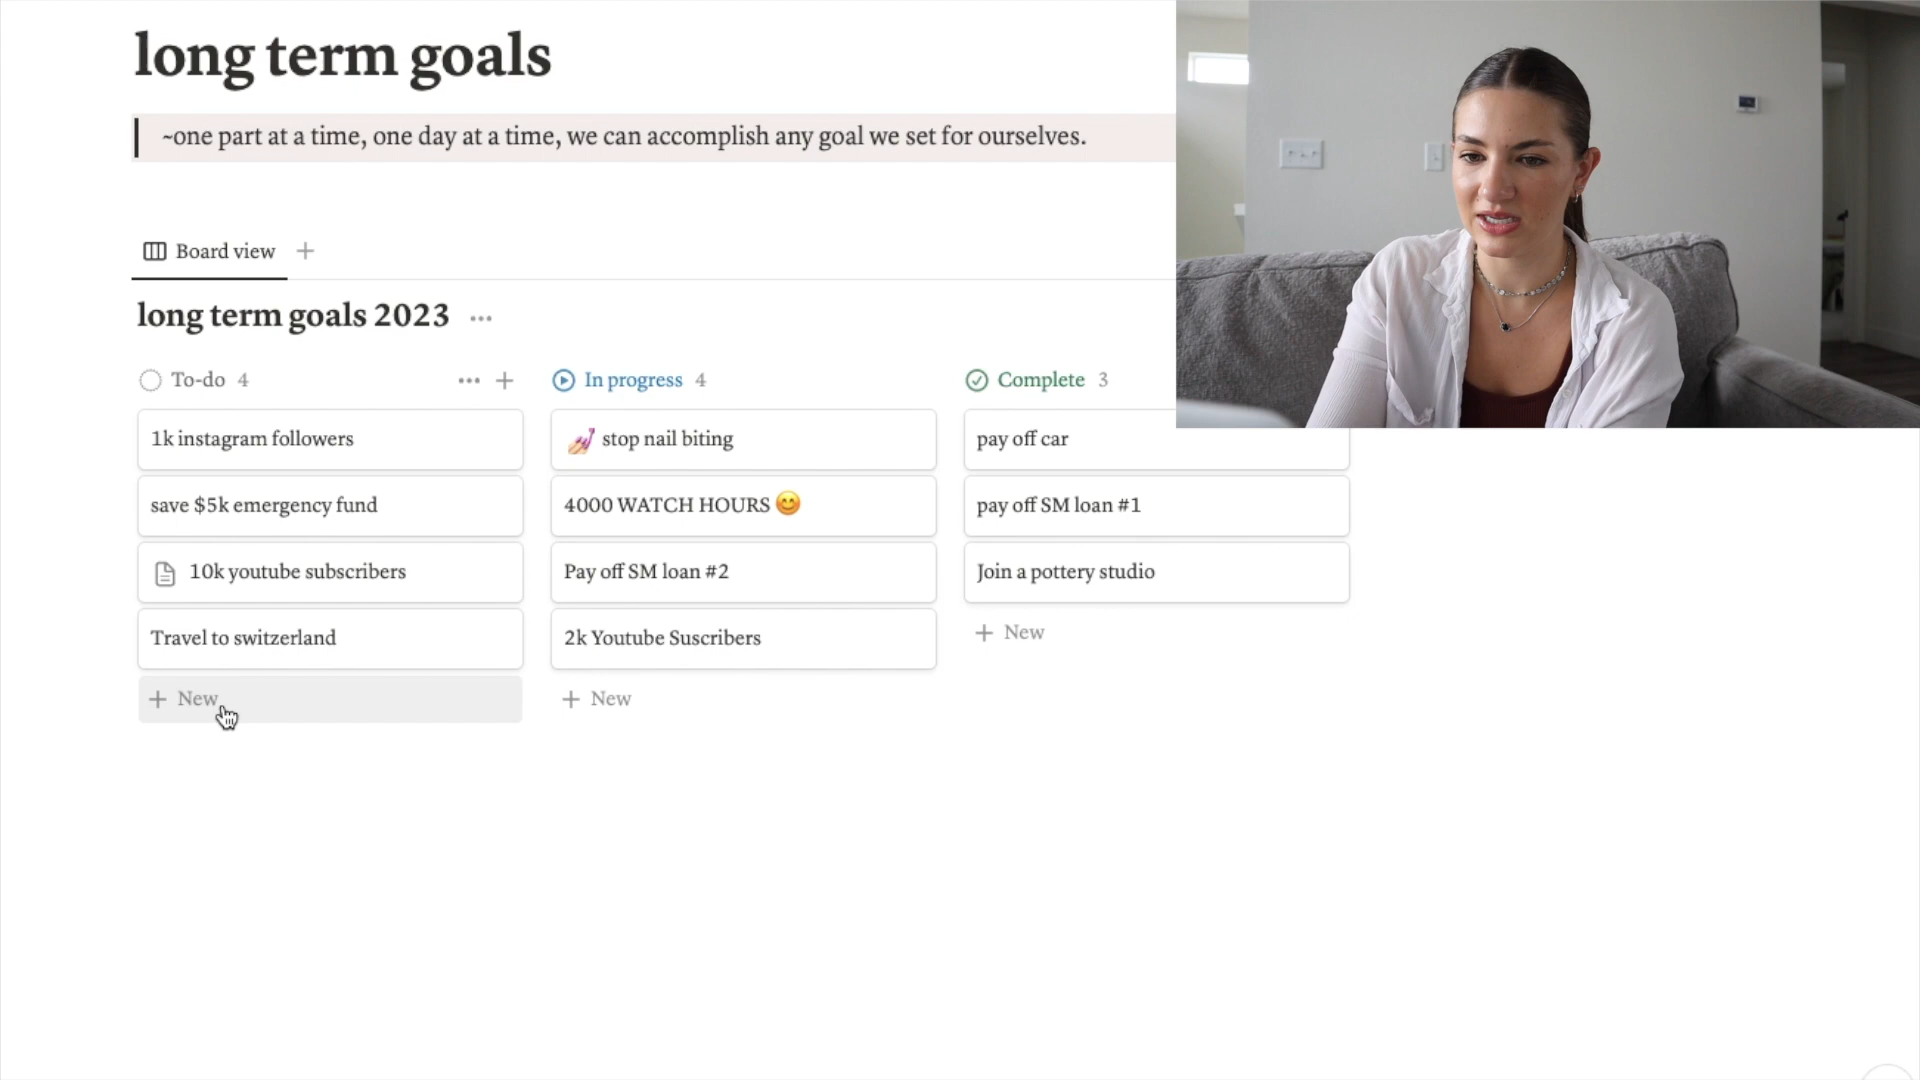 long term goals
~one part at a time, one day at a time, we can accomplish any goal we set for ourselves.
Board view
long term goals 2023
To-do 4
1k instagram followers
save $5k emergency fund
10k youtube subscribers
Travel to switzerland
New
In progress 4
stop nail biting
4000 WATCH HOURS 😊
Pay off SM loan #2
2k Youtube Suscribers
New
Complete 3
pay off car
pay off SM loan #1
Join a pottery studio
New